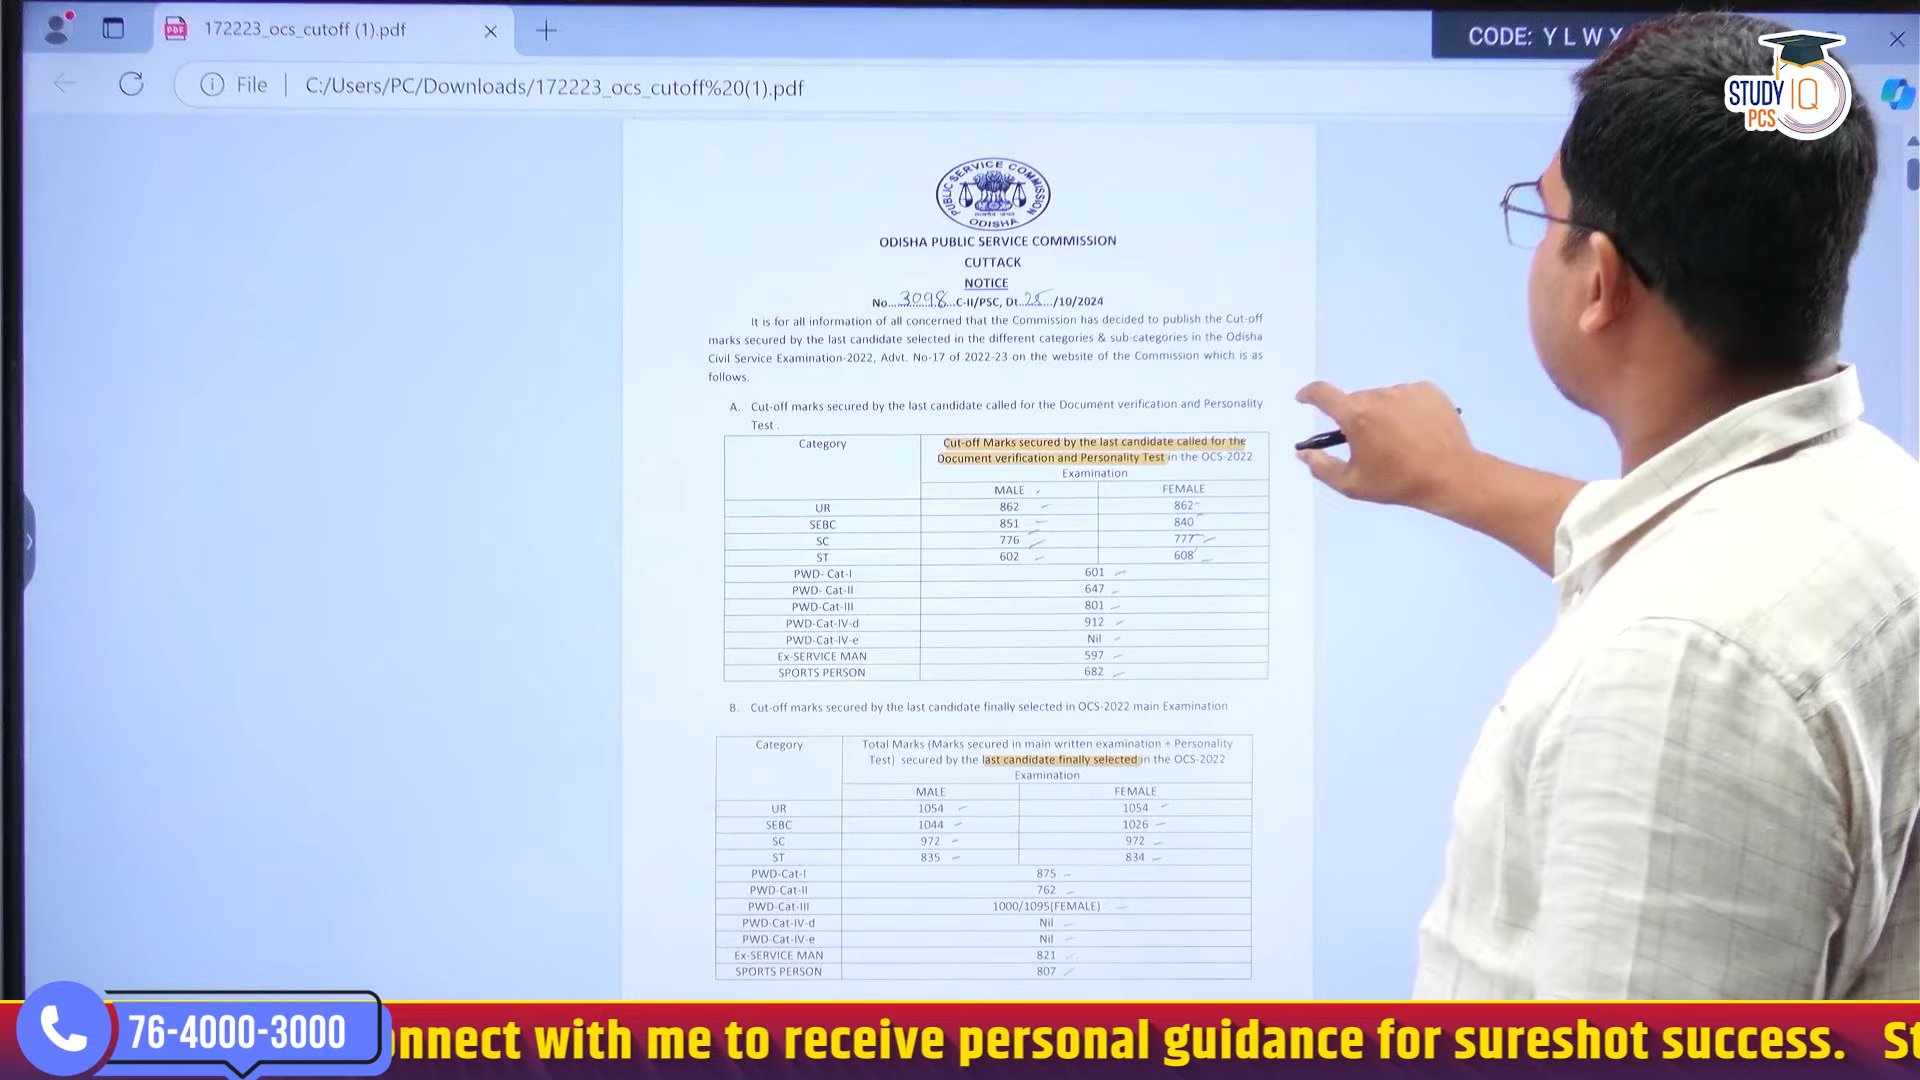 172223_ocs_cutoff (1).pdf
CODE: Y L W X
File
C:/Users/PC/Downloads/172223_ocs_cutoff%20(1).pdf
STUDY IQ
PCS
PUBLIC SERVICE COMMISSION
ODISHA
ODISHA PUBLIC SERVICE COMMISSION
CUTTACK
NOTICE
No...3098...C-II/PSC, Dt..25.../10/2024
It is for all information of all concerned that the Commission has decided to publish the Cut-off
marks secured by the last candidate selected in the different categories & sub-categories in the Odisha
Civil Service Examination-2022, Advt. No-17 of 2022-23 on the website of the Commission which is as
follows.
A. Cut-off marks secured by the last candidate called for the Document verification and Personality
Test .
Category
Cut-off Marks secured by the last candidate called for the
Document verification and Personality Test in the OCS-2022
Examination
MALE FEMALE
UR 862 862
SEBC 851 840
SC 776 777
ST 602 608
PWD- Cat-I 601
PWD- Cat-II 647
PWD-Cat-III 801
PWD-Cat-IV-d 912
PWD-Cat-IV-e Nil
Ex-SERVICE MAN 597
SPORTS PERSON 682
B. Cut-off marks secured by the last candidate finally selected in OCS-2022 main Examination
Category
Total Marks (Marks secured in main written examination + Personality
Test) secured by the last candidate finally selected in the OCS-2022
Examination
MALE FEMALE
UR 1054 1054
SEBC 1044 1026
SC 972 972
ST 835 834
PWD-Cat-I 875
PWD-Cat-II 762
PWD-Cat-III 1000/1095(FEMALE)
PWD-Cat-IV-d Nil
PWD-Cat-IV-e Nil
Ex-SERVICE MAN 821
SPORTS PERSON 807
76-4000-3000
onnect with me to receive personal guidance for sureshot success. St